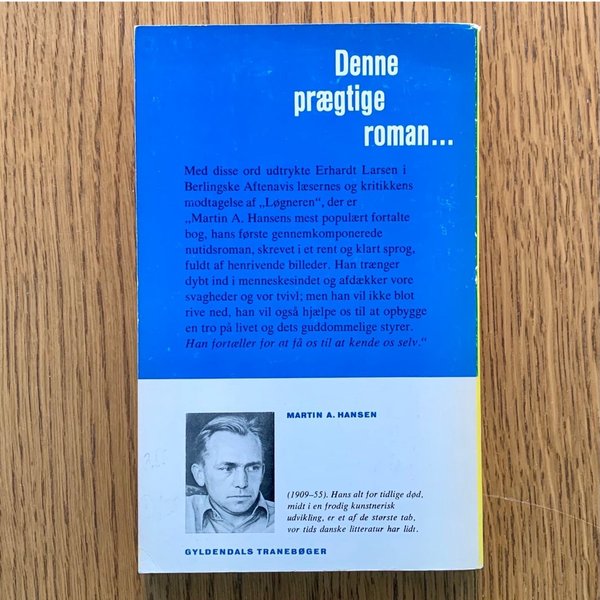 Denne
prægtige
roman...
Med disse ord udtrykte Erhardt Larsen i
Berlingske Aftenavis læsernes og kritikkens
modtagelse af „Løgneren“, der er
„Martin A. Hansens mest populært fortalte
bog, hans første gennemkomponerede
nutidsroman, skrevet i et rent og klart sprog,
fuldt af henrivende billeder. Han trænger
dybt ind i menneskesindet og afdækker vore
svagheder og vor tvivl; men han vil ikke blot
rive ned, han vil også hjælpe os til at opbygge
en tro på livet og dets guddommelige styrer.
Han fortæller for at få os til at kende os selv.“
MARTIN A. HANSEN
(1909–55). Hans alt for tidlige død,
midt i en frodig kunstnerisk
udvikling, er et af de største tab,
vor tids danske litteratur har lidt.
GYLDENDALS TRANEBØGER